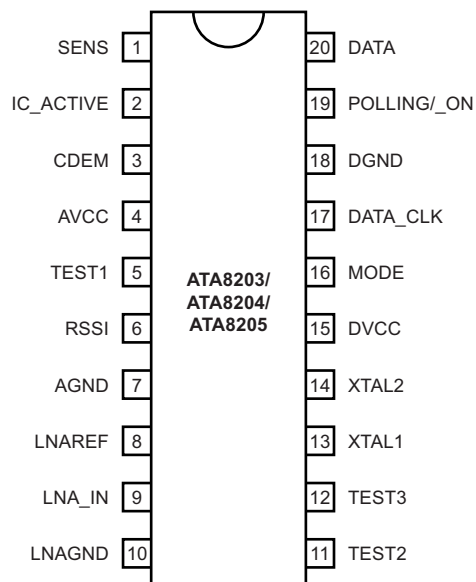 SENS 1 20 DATA
IC_ACTIVE 2 19 POLLING/_ON
CDEM 3 18 DGND
AVCC 4 17 DATA_CLK
TEST1 5 16 MODE
ATA8203/
ATA8204/
ATA8205
RSSI 6 15 DVCC
AGND 7 14 XTAL2
LNAREF 8 13 XTAL1
LNA_IN 9 12 TEST3
LNAGND 10 11 TEST2